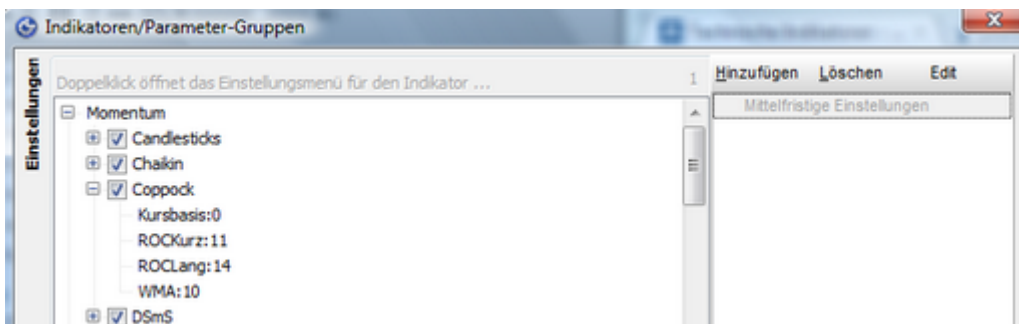 Indikatoren/Parameter-Gruppen
Einstellungen
Doppelklick öffnet das Einstellungsmenü für den Indikator ...
1
Hinzufügen Löschen Edit
Mittelfristige Einstellungen
Momentum
Candlesticks
Chaikin
Coppock
Kursbasis:0
ROCKurz:11
ROCLang:14
WMA:10
DSmS